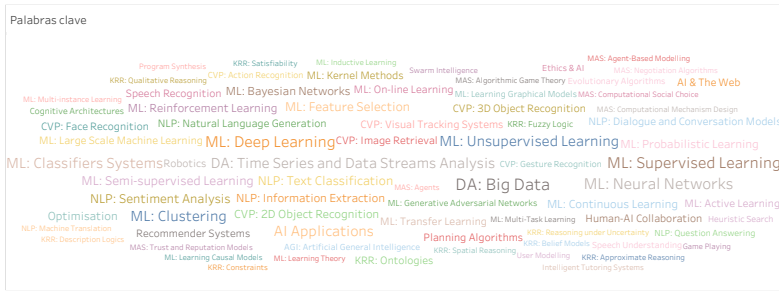 Palabras clave
MAS: Agent-Based Modelling
Program Synthesis KRR: Satisfiability ML: Inductive Learning Swarm Intelligence Ethics & AI MAS: Negotiation Algorithms
KRR: Qualitative Reasoning CVP: Action Recognition ML: Kernel Methods MAS: Algorithmic Game Theory Evolutionary Algorithms AI & The Web
ML: Multi-instance Learning Speech Recognition ML: Bayesian Networks ML: On-line Learning ML: Learning Graphical Models MAS: Computational Social Choice
Cognitive Architectures ML: Reinforcement Learning ML: Feature Selection CVP: 3D Object Recognition MAS: Computational Mechanism Design
CVP: Face Recognition NLP: Natural Language Generation CVP: Visual Tracking Systems KRR: Fuzzy Logic NLP: Dialogue and Conversation Models
ML: Large Scale Machine Learning ML: Deep Learning CVP: Image Retrieval ML: Unsupervised Learning ML: Probabilistic Learning
ML: Classifiers Systems Robotics DA: Time Series and Data Streams Analysis CVP: Gesture Recognition ML: Supervised Learning
ML: Semi-supervised Learning NLP: Text Classification MAS: Agents DA: Big Data ML: Neural Networks
NLP: Sentiment Analysis NLP: Information Extraction ML: Generative Adversarial Networks ML: Continuous Learning ML: Active Learning
Optimisation ML: Clustering CVP: 2D Object Recognition ML: Transfer Learning ML: Multi-Task Learning Human-AI Collaboration Heuristic Search
NLP: Machine Translation Recommender Systems AI Applications Planning Algorithms KRR: Reasoning under Uncertainty NLP: Question Answering
KRR: Description Logics MAS: Trust and Reputation Models AGI: Artificial General Intelligence KRR: Spatial Reasoning KRR: Belief Models Speech Understanding Game Playing
ML: Learning Causal Models ML: Learning Theory KRR: Ontologies User Modelling KRR: Approximate Reasoning
KRR: Constraints Intelligent Tutoring Systems